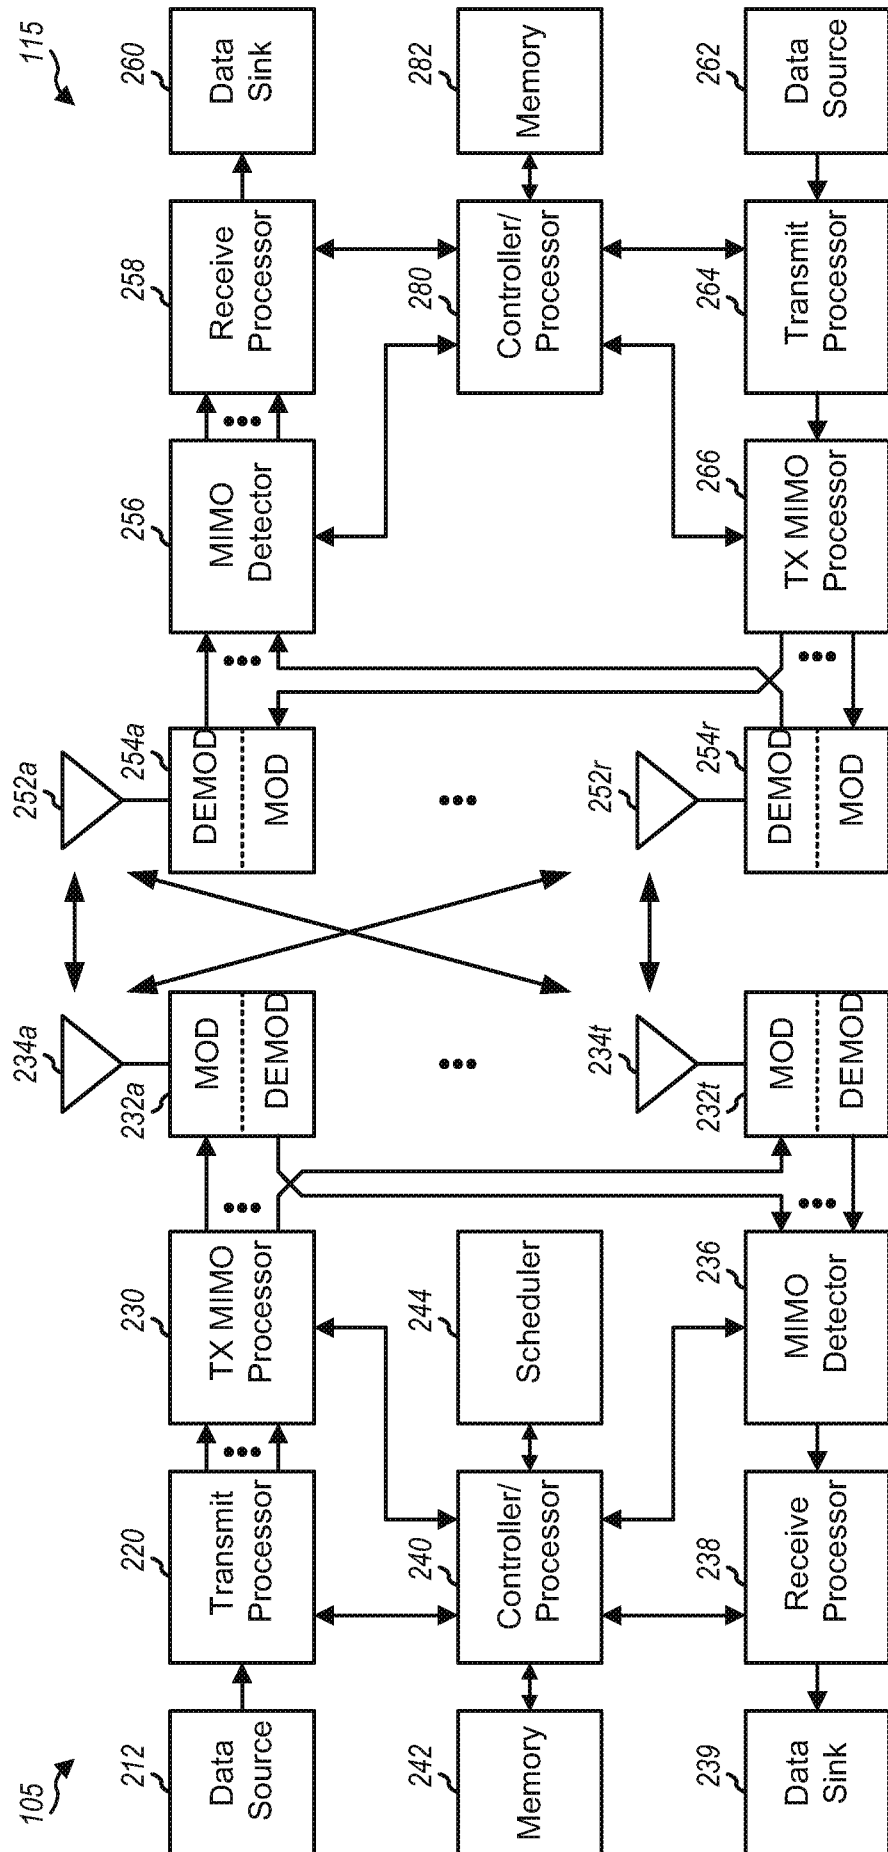 105
115
212
Data
Source
220
Transmit
Processor
230
TX MIMO
Processor
232a
MOD
DEMOD
234a
252a
254a
DEMOD
MOD
256
MIMO
Detector
258
Receive
Processor
260
Data
Sink
242
Memory
240
Controller/
Processor
244
Scheduler
280
Controller/
Processor
282
Memory
239
Data
Sink
238
Receive
Processor
236
MIMO
Detector
232t
MOD
DEMOD
234t
252r
254r
DEMOD
MOD
266
TX MIMO
Processor
264
Transmit
Processor
262
Data
Source